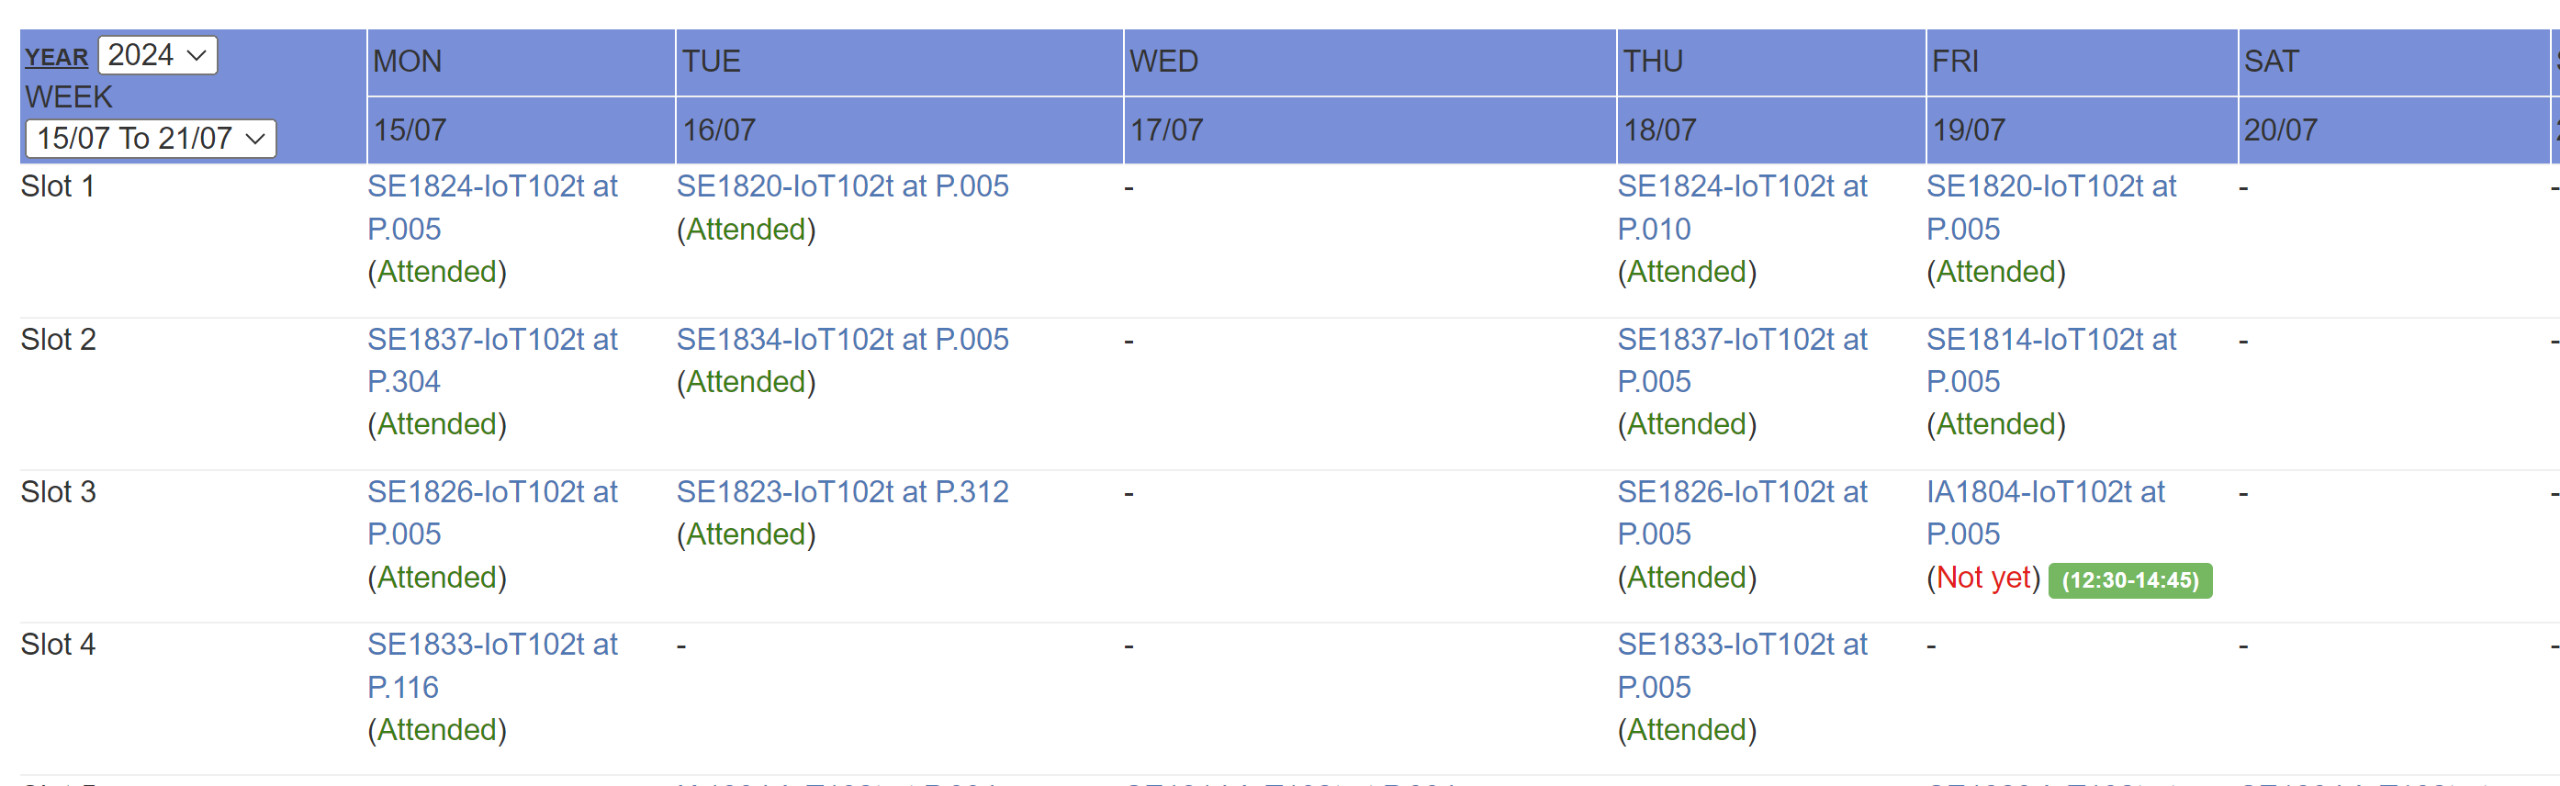 YEAR 2024
WEEK
15/07 To 21/07
MON TUE WED THU FRI SAT
15/07 16/07 17/07 18/07 19/07 20/07
Slot 1
SE1824-IoT102t at
P.005
(Attended)
SE1820-IoT102t at P.005
(Attended)
-
SE1824-IoT102t at
P.010
(Attended)
SE1820-IoT102t at
P.005
(Attended)
-
-
Slot 2
SE1837-IoT102t at
P.304
(Attended)
SE1834-IoT102t at P.005
(Attended)
-
SE1837-IoT102t at
P.005
(Attended)
SE1814-IoT102t at
P.005
(Attended)
-
-
Slot 3
SE1826-IoT102t at
P.005
(Attended)
SE1823-IoT102t at P.312
(Attended)
-
SE1826-IoT102t at
P.005
(Attended)
IA1804-IoT102t at
P.005
(Not yet) (12:30-14:45)
-
-
Slot 4
SE1833-IoT102t at
P.116
(Attended)
-
-
SE1833-IoT102t at
P.005
(Attended)
-
-
-